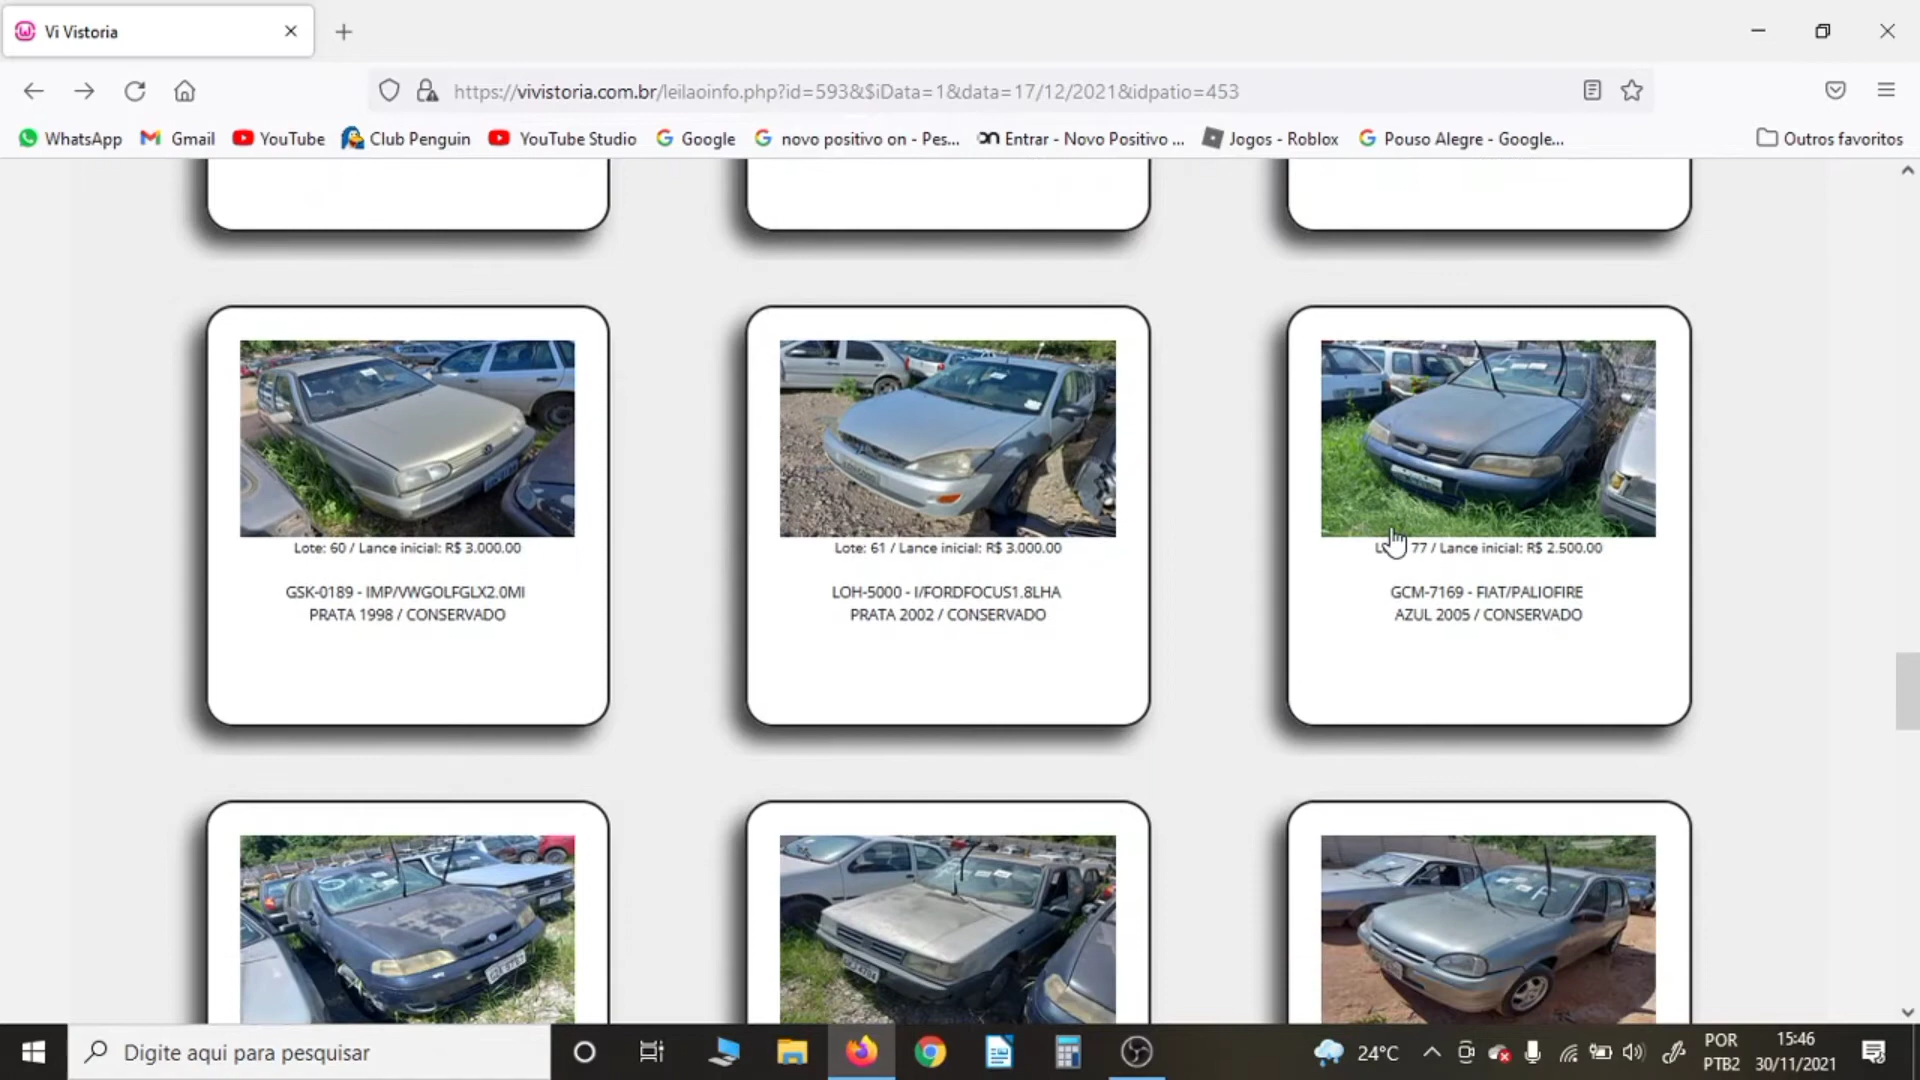 Vi Vistoria
https://vivistoria.com.br/leilaoinfo.php?id=593&$iData=1&data=17/12/2021&idpatio=453
WhatsApp Gmail YouTube Club Penguin YouTube Studio Google novo positivo on - Pes... Entrar - Novo Positivo ... Jogos - Roblox Pouso Alegre - Google... Outros favoritos
Lote: 60 / Lance inicial: R$ 3.000.00
GSK-0189 - IMP/VWGOLFGLX2.0MI
PRATA 1998 / CONSERVADO
Lote: 61 / Lance inicial: R$ 3.000.00
LOH-5000 - I/FORDFOCUS1.8LHA
PRATA 2002 / CONSERVADO
77 / Lance inicial: R$ 2.500.00
GCM-7169 - FIAT/PALIOFIRE
AZUL 2005 / CONSERVADO
Digite aqui para pesquisar
24°C
POR
PTB2
15:46
30/11/2021